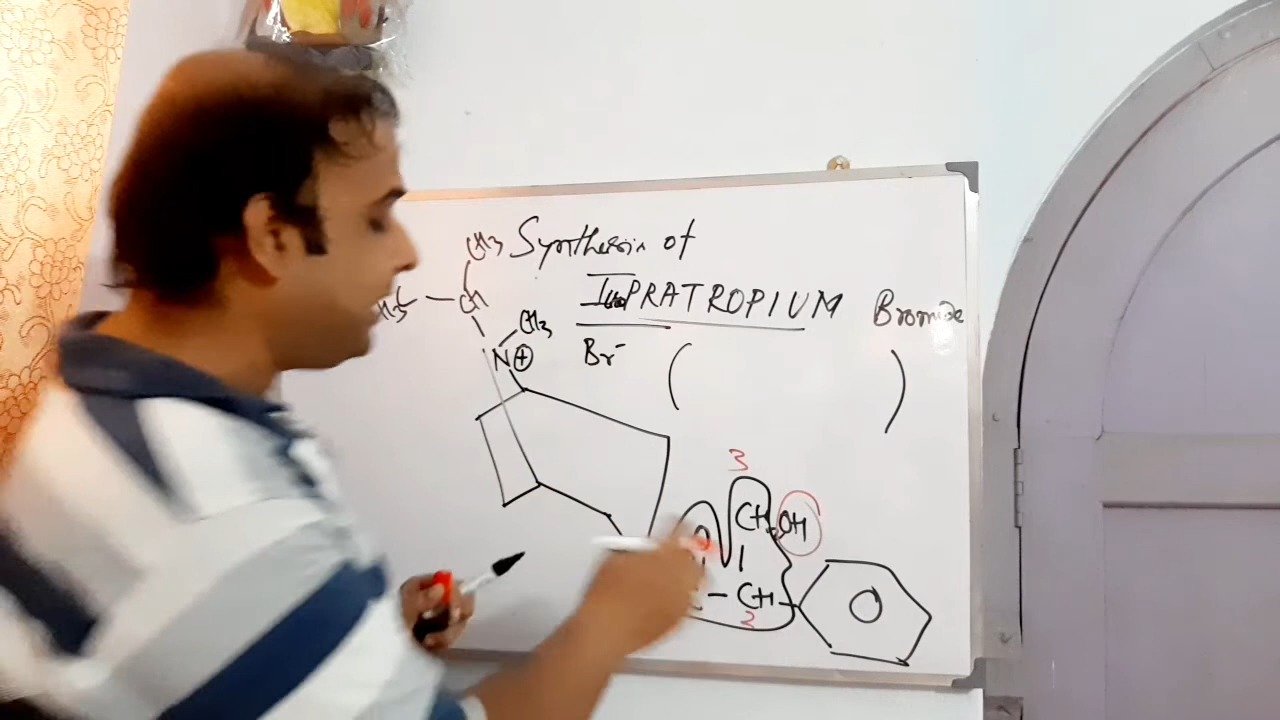 Synthesis of
IPRATROPIUM Bromide
CH3
CH
CH3
N⊕
Br⁻
( )
3
CH2OH
O
C - CH
2